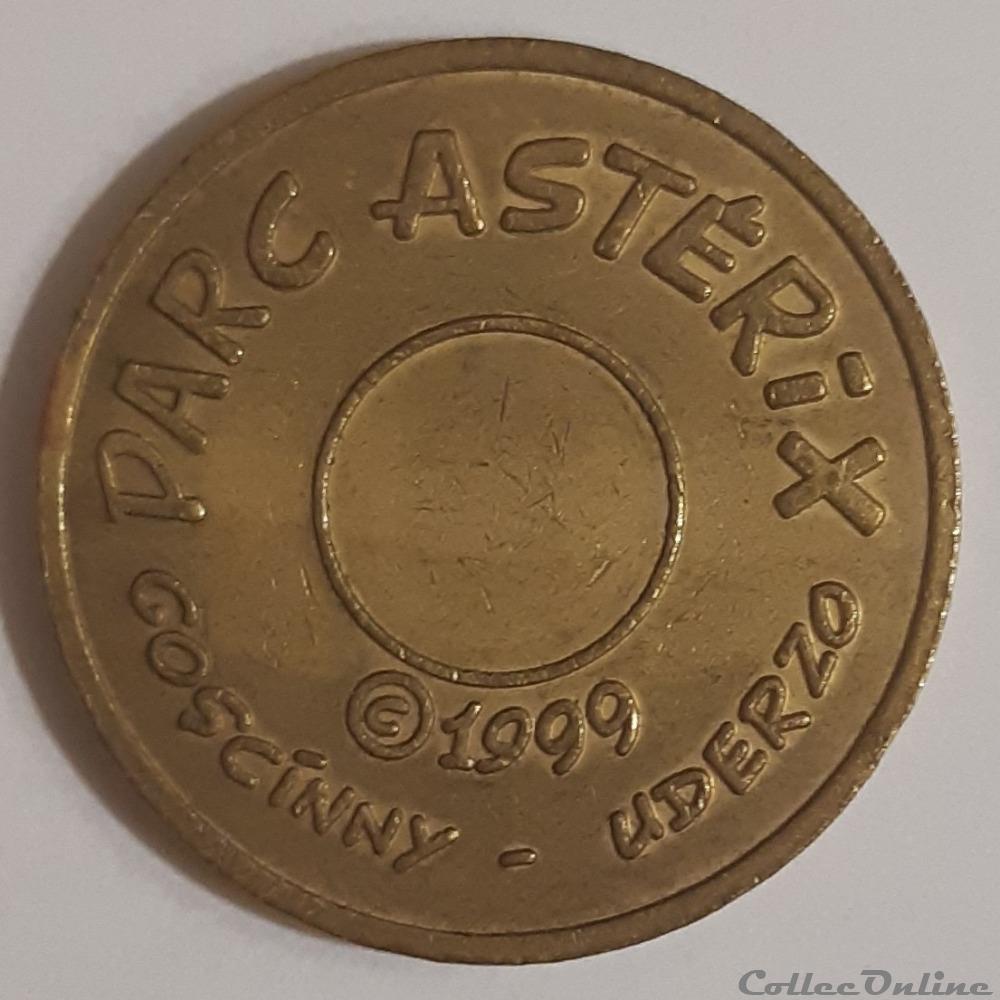 PARC ASTÉRiX
©1999
GOSCiNNY - UDERZO
CollecOnline